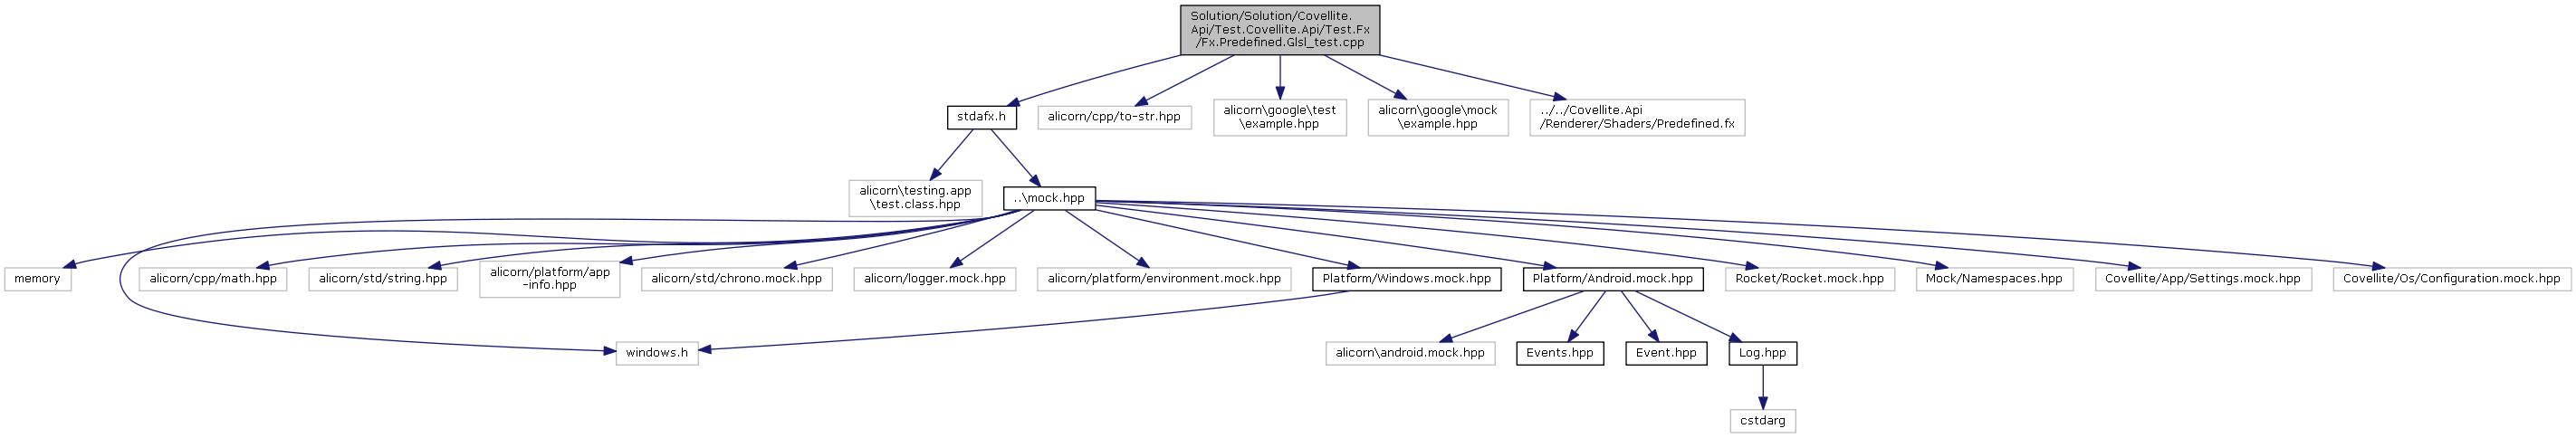 Solution/Solution/Covellite.
Api/Test.Covellite.Api/Test.Fx
/Fx.Predefined.Glsl_test.cpp
stdafx.h
alicorn/cpp/to-str.hpp
alicorn\google\test
\example.hpp
alicorn\google\mock
\example.hpp
../../Covellite.Api
/Renderer/Shaders/Predefined.fx
alicorn\testing.app
\test.class.hpp
..\mock.hpp
memory
alicorn/cpp/math.hpp
alicorn/std/string.hpp
alicorn/platform/app
-info.hpp
alicorn/std/chrono.mock.hpp
alicorn/logger.mock.hpp
alicorn/platform/environment.mock.hpp
Platform/Windows.mock.hpp
Platform/Android.mock.hpp
Rocket/Rocket.mock.hpp
Mock/Namespaces.hpp
Covellite/App/Settings.mock.hpp
Covellite/Os/Configuration.mock.hpp
windows.h
alicorn\android.mock.hpp
Events.hpp
Event.hpp
Log.hpp
cstdarg